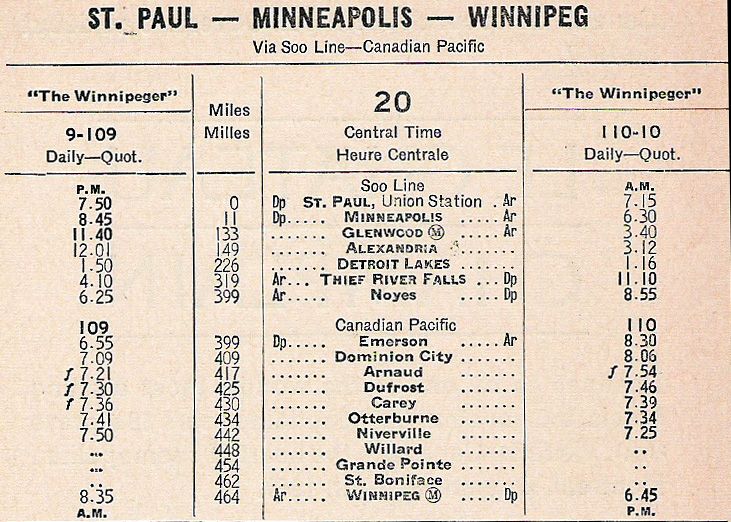 ST. PAUL — MINNEAPOLIS — WINNIPEG
Via Soo Line—Canadian Pacific
"The Winnipeger" Miles 20 "The Winnipeger"
9-109 Milles Central Time 110-10
Daily—Quot. Heure Centrale Daily—Quot.
P.M. Soo Line A.M.
7.50 0 Dp ST. PAUL, Union Station . Ar 7.15
8.45 11 Dp..... MINNEAPOLIS ..... Ar 6.30
11.40 133 ...... GLENWOOD Ⓜ ..... Ar 3.40
12.01 149 ...... ALEXANDRIA ...... 3.12
1.50 226 ...... DETROIT LAKES ...... 1.16
4.10 319 Ar... THIEF RIVER FALLS ... Dp 11.10
6.25 399 Ar..... Noyes ..... Dp 8.55
109 Canadian Pacific 110
6.55 399 Dp..... Emerson ..... Ar 8.30
7.09 409 ...... Dominion City ...... 8.06
f 7.21 417 ...... Arnaud ...... f 7.54
f 7.30 425 ...... Dufrost ...... 7.46
f 7.36 430 ...... Carey ...... 7.39
7.41 434 ...... Otterburne ...... 7.34
7.50 442 ...... Niverville ...... 7.25
... 448 ...... Willard ...... ..
... 454 ...... Grande Pointe ...... ..
.. 462 ...... St. Boniface ...... ..
8.35 464 Ar..... WINNIPEG Ⓜ ..... Dp 6.45
A.M. P.M.